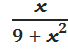 x
9 + x²